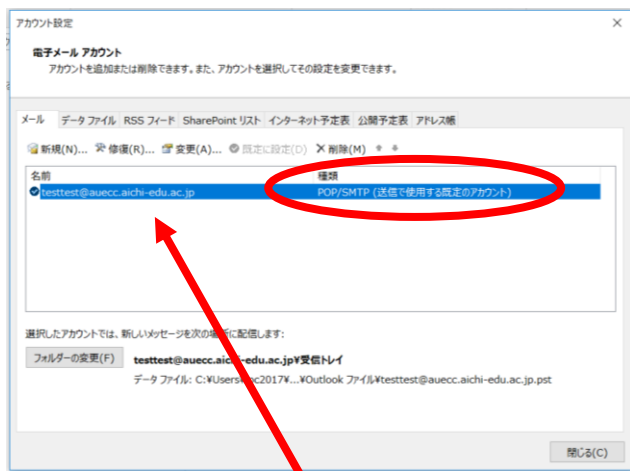 アカウント設定
電子メール アカウント
アカウントを追加または削除できます。また、アカウントを選択してその設定を変更できます。
メール データ ファイル RSS フィード SharePoint リスト インターネット予定表 公開予定表 アドレス帳
新規(N)... 修復(R)... 変更(A)... 既定に設定(D) 削除(M)
名前 種類
testtest@auecc.aichi-edu.ac.jp POP/SMTP (送信で使用する既定のアカウント)
選択したアカウントでは、新しいメッセージを次の場所に配信します:
フォルダーの変更(F) testtest@auecc.aichi-edu.ac.jp¥受信トレイ
データ ファイル: C:¥Users¥pc2017¥...¥Outlook ファイル¥testtest@auecc.aichi-edu.ac.jp.pst
閉じる(C)